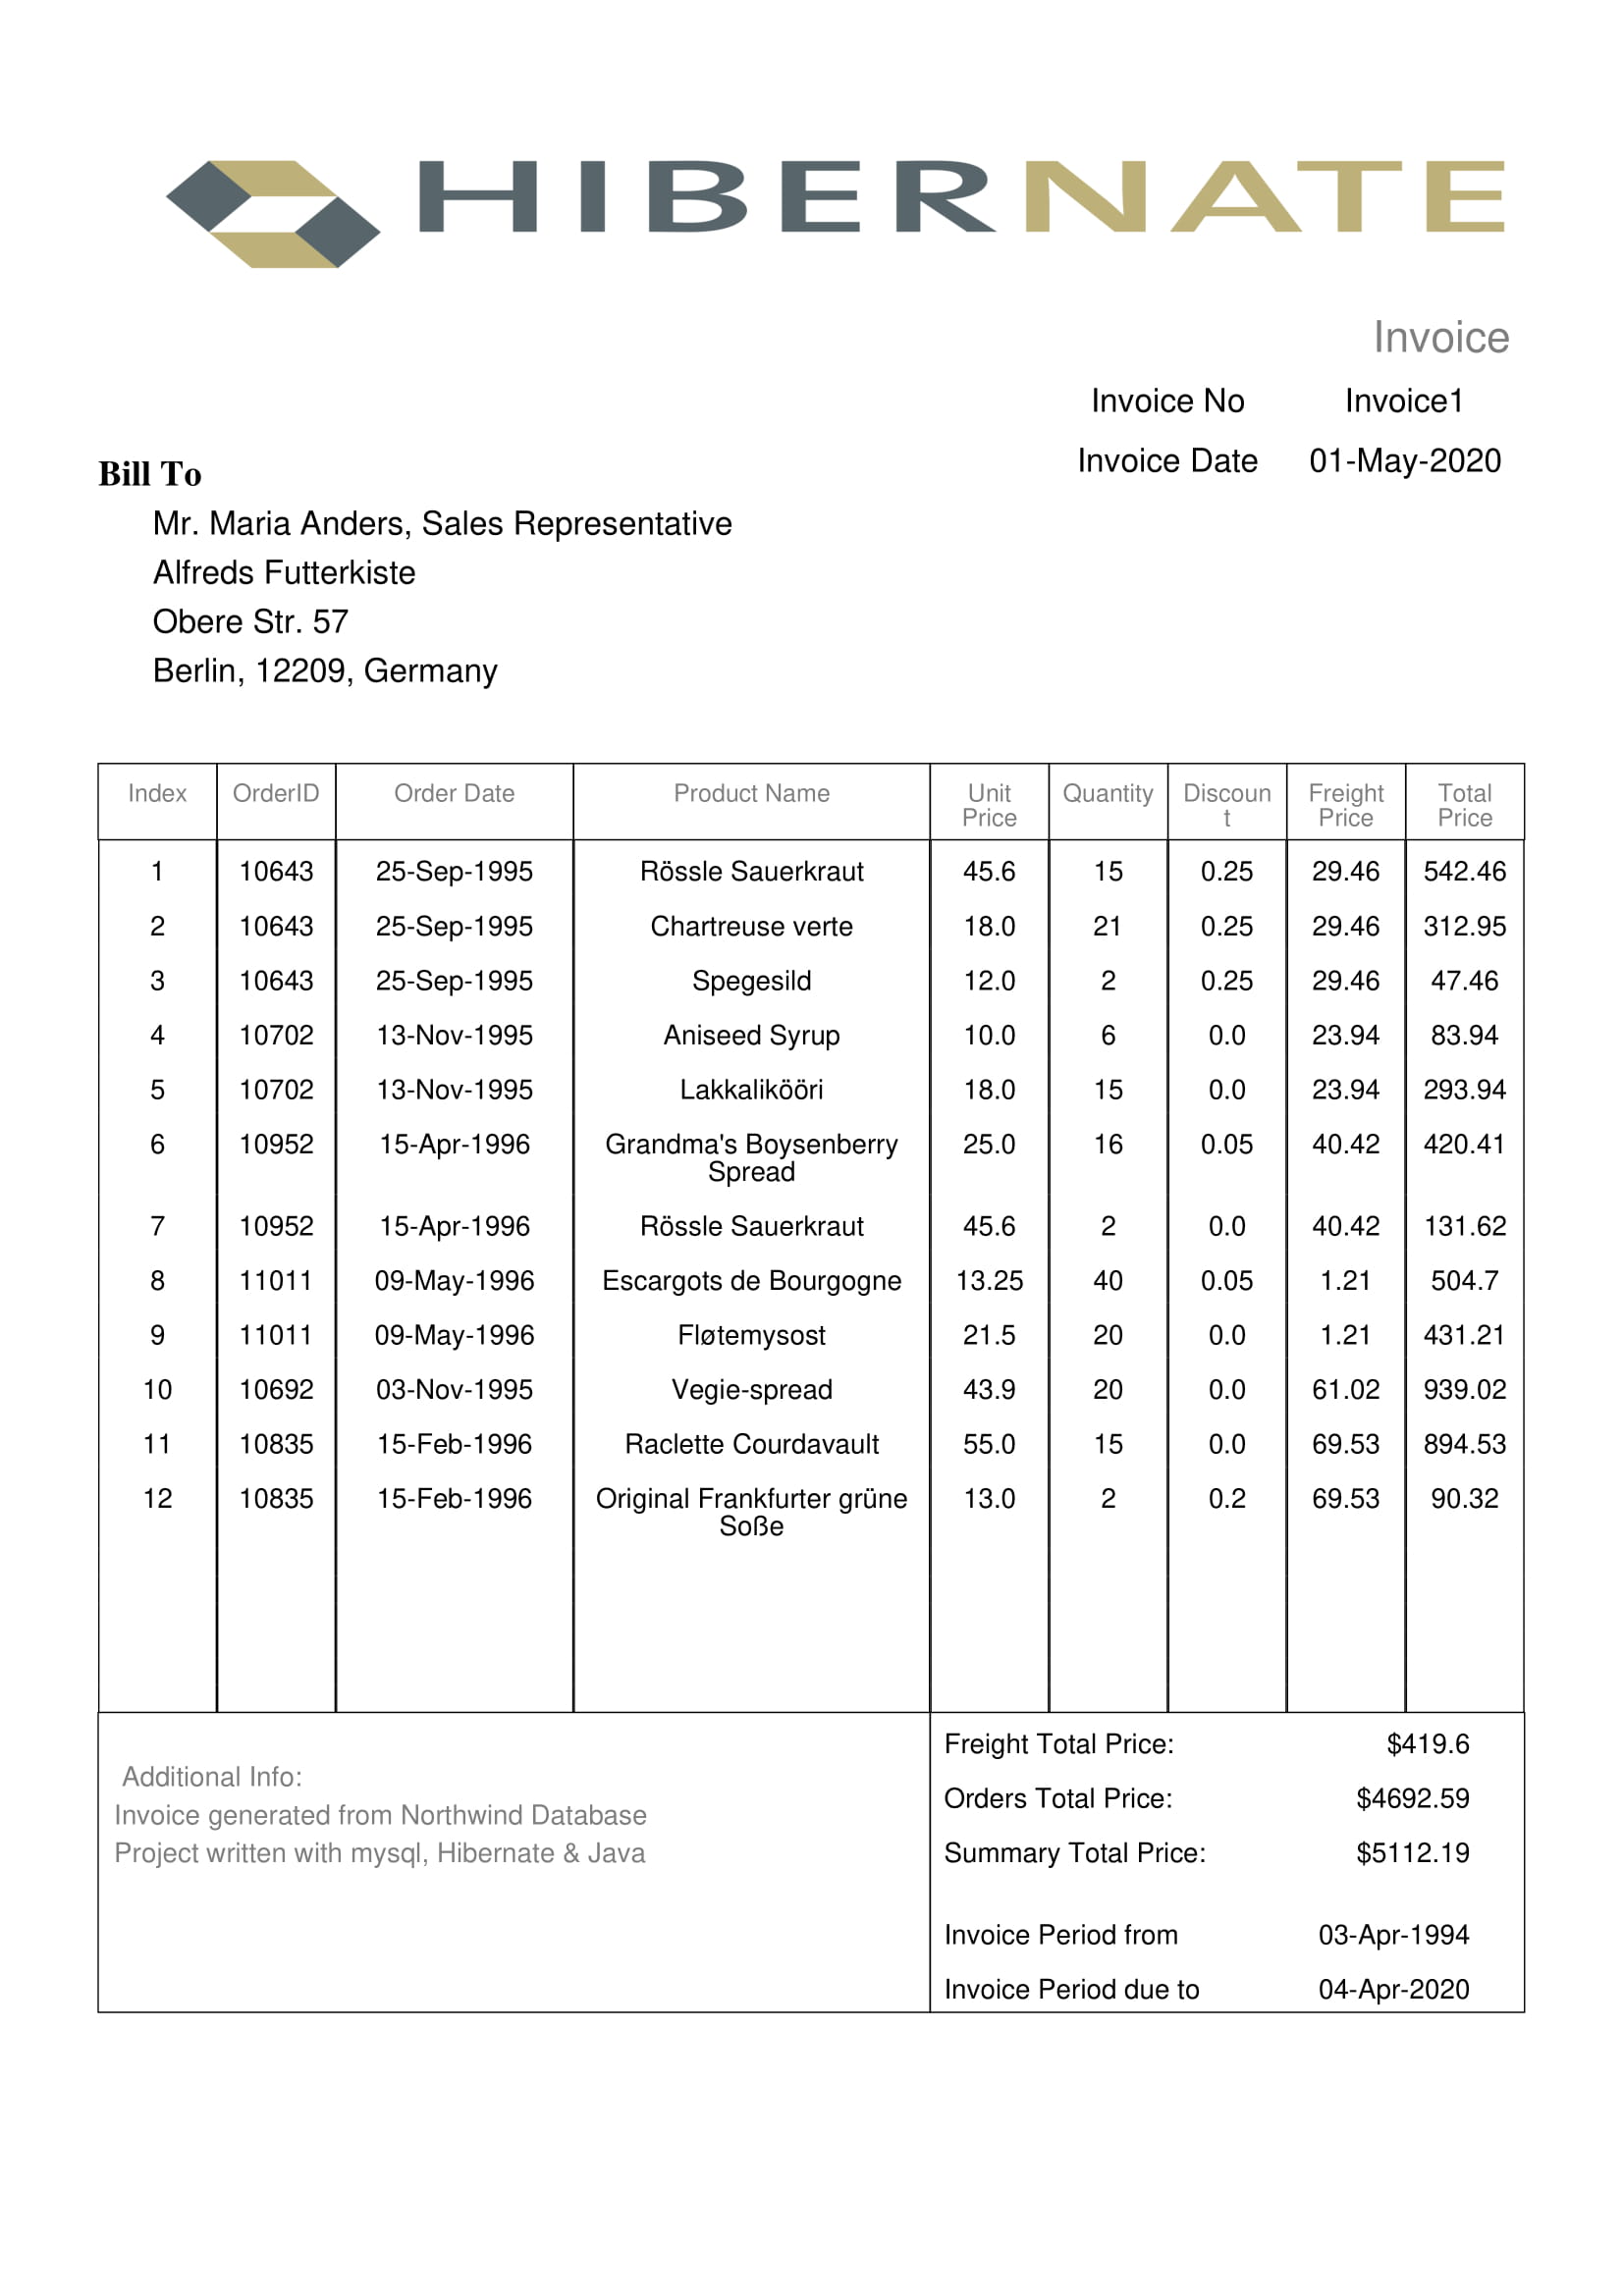 HIBERNATE
Invoice
Invoice No Invoice1
Invoice Date 01-May-2020
Bill To
Mr. Maria Anders, Sales Representative
Alfreds Futterkiste
Obere Str. 57
Berlin, 12209, Germany
Index OrderID Order Date Product Name Unit Quantity Discoun Freight Total
Price t Price Price
1 10643 25-Sep-1995 Rössle Sauerkraut 45.6 15 0.25 29.46 542.46
2 10643 25-Sep-1995 Chartreuse verte 18.0 21 0.25 29.46 312.95
3 10643 25-Sep-1995 Spegesild 12.0 2 0.25 29.46 47.46
4 10702 13-Nov-1995 Aniseed Syrup 10.0 6 0.0 23.94 83.94
5 10702 13-Nov-1995 Lakkalikööri 18.0 15 0.0 23.94 293.94
6 10952 15-Apr-1996 Grandma's Boysenberry 25.0 16 0.05 40.42 420.41
Spread
7 10952 15-Apr-1996 Rössle Sauerkraut 45.6 2 0.0 40.42 131.62
8 11011 09-May-1996 Escargots de Bourgogne 13.25 40 0.05 1.21 504.7
9 11011 09-May-1996 Fløtemysost 21.5 20 0.0 1.21 431.21
10 10692 03-Nov-1995 Vegie-spread 43.9 20 0.0 61.02 939.02
11 10835 15-Feb-1996 Raclette Courdavault 55.0 15 0.0 69.53 894.53
12 10835 15-Feb-1996 Original Frankfurter grüne 13.0 2 0.2 69.53 90.32
Soße
Additional Info:
Invoice generated from Northwind Database
Project written with mysql, Hibernate & Java
Freight Total Price: $419.6
Orders Total Price: $4692.59
Summary Total Price: $5112.19
Invoice Period from 03-Apr-1994
Invoice Period due to 04-Apr-2020